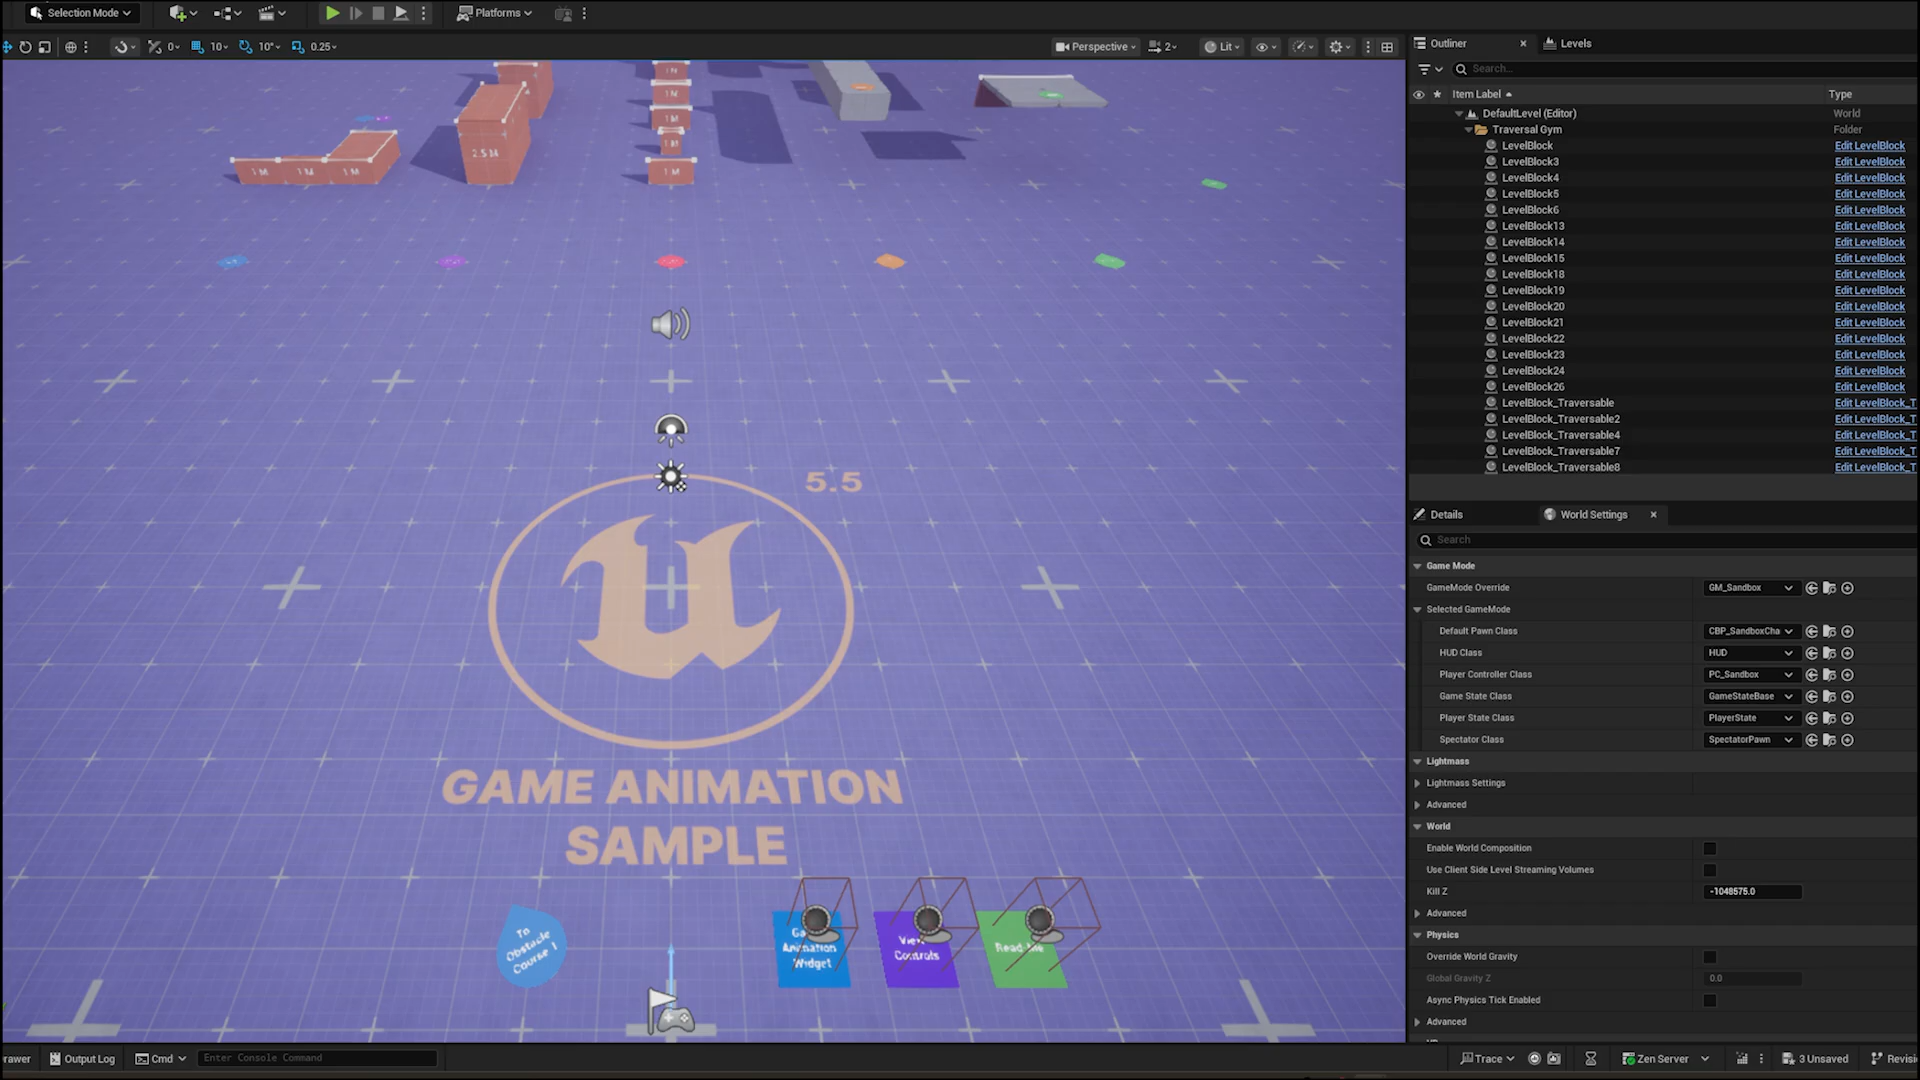 Selection Mode
Platforms
0
10
10°
0.25
Perspective
2
Lit
Outliner
Levels
Search...
Item Label
Type
DefaultLevel (Editor)
World
Traversal Gym
Folder
LevelBlock
Edit LevelBlock
LevelBlock3
Edit LevelBlock
LevelBlock4
Edit LevelBlock
LevelBlock5
Edit LevelBlock
LevelBlock6
Edit LevelBlock
LevelBlock13
Edit LevelBlock
LevelBlock14
Edit LevelBlock
LevelBlock15
Edit LevelBlock
LevelBlock18
Edit LevelBlock
LevelBlock19
Edit LevelBlock
LevelBlock20
Edit LevelBlock
LevelBlock21
Edit LevelBlock
LevelBlock22
Edit LevelBlock
LevelBlock23
Edit LevelBlock
LevelBlock24
Edit LevelBlock
LevelBlock26
Edit LevelBlock
LevelBlock_Traversable
Edit LevelBlock_T
LevelBlock_Traversable2
Edit LevelBlock_T
LevelBlock_Traversable4
Edit LevelBlock_T
LevelBlock_Traversable7
Edit LevelBlock_T
LevelBlock_Traversable8
Edit LevelBlock_T
1 M
1 M
1 M
1 M
1 M
1 M
1 M
1 M
2.5 M
5.5
GAME ANIMATION
SAMPLE
To
Obstacle
Course 1
Animation
Widget
View
Controls
Read Me
Details
World Settings
Search
Game Mode
GameMode Override
GM_Sandbox
Selected GameMode
Default Pawn Class
CBP_SandboxCha
HUD Class
HUD
Player Controller Class
PC_Sandbox
Game State Class
GameStateBase
Player State Class
PlayerState
Spectator Class
SpectatorPawn
Lightmass
Lightmass Settings
Advanced
World
Enable World Composition
Use Client Side Level Streaming Volumes
Kill Z
-1048575.0
Advanced
Physics
Override World Gravity
Global Gravity Z
0.0
Async Physics Tick Enabled
Advanced
rawer
Output Log
Cmd
Enter Console Command
Trace
Zen Server
3 Unsaved
Revisi